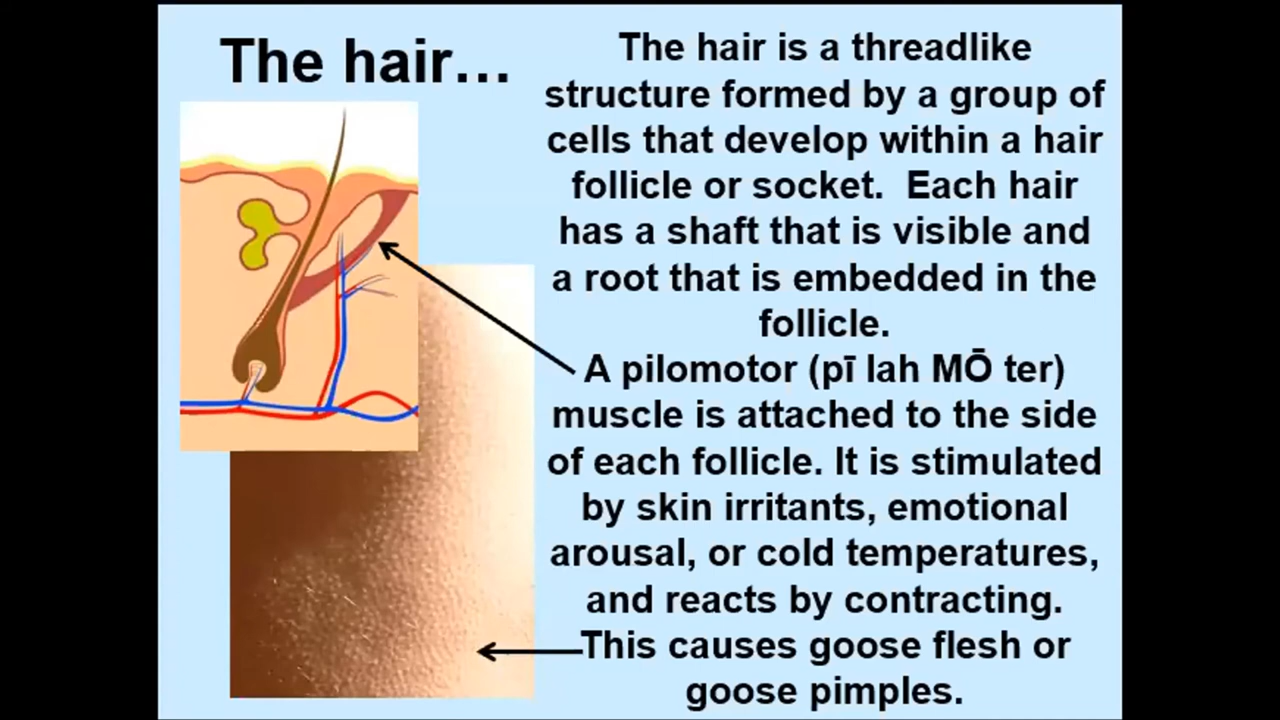 The hair…
The hair is a threadlike
structure formed by a group of
cells that develop within a hair
follicle or socket.  Each hair
has a shaft that is visible and
a root that is embedded in the
follicle.
A pilomotor (pī lah MŌ ter)
muscle is attached to the side
of each follicle. It is stimulated
by skin irritants, emotional
arousal, or cold temperatures,
and reacts by contracting.
This causes goose flesh or
goose pimples.